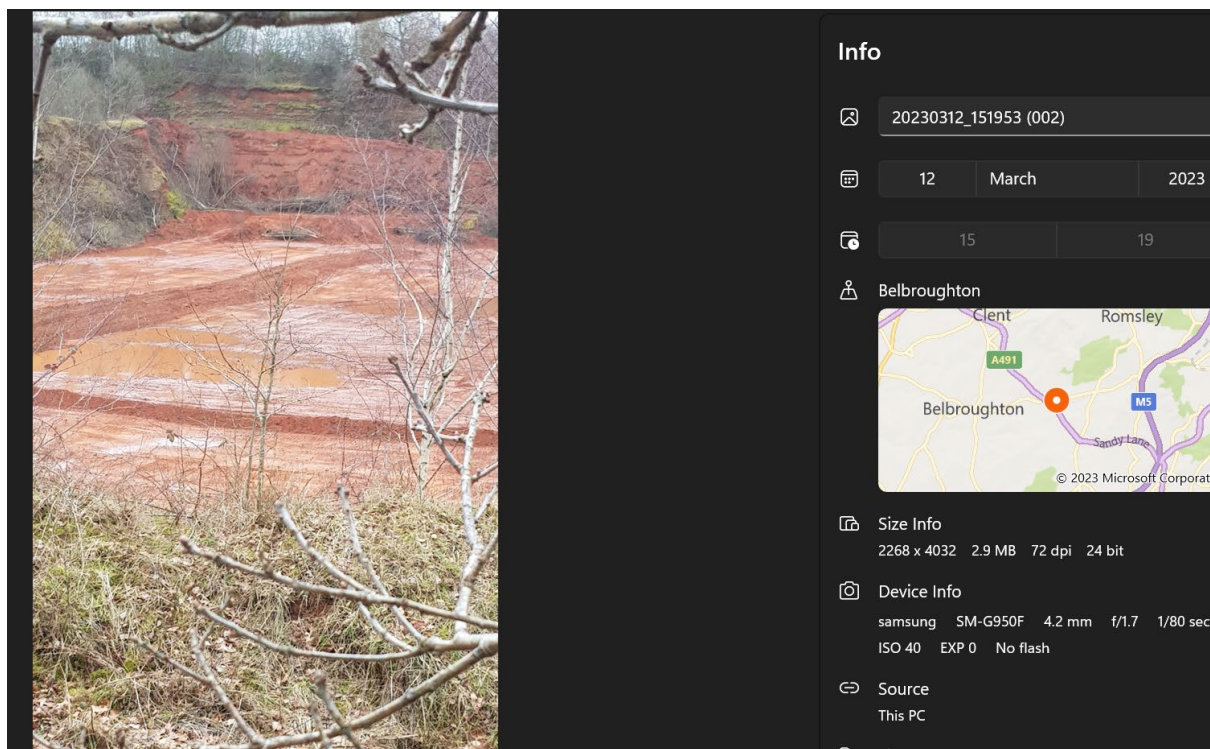 Info
20230312_151953 (002)
12 March 2023
15 19
Belbroughton
Clent
Romsley
A491
Belbroughton
M5
Sandy Lane
© 2023 Microsoft Corporat
Size Info
2268 x 4032 2.9 MB 72 dpi 24 bit
Device Info
samsung SM-G950F 4.2 mm f/1.7 1/80 sec
ISO 40 EXP 0 No flash
Source
This PC